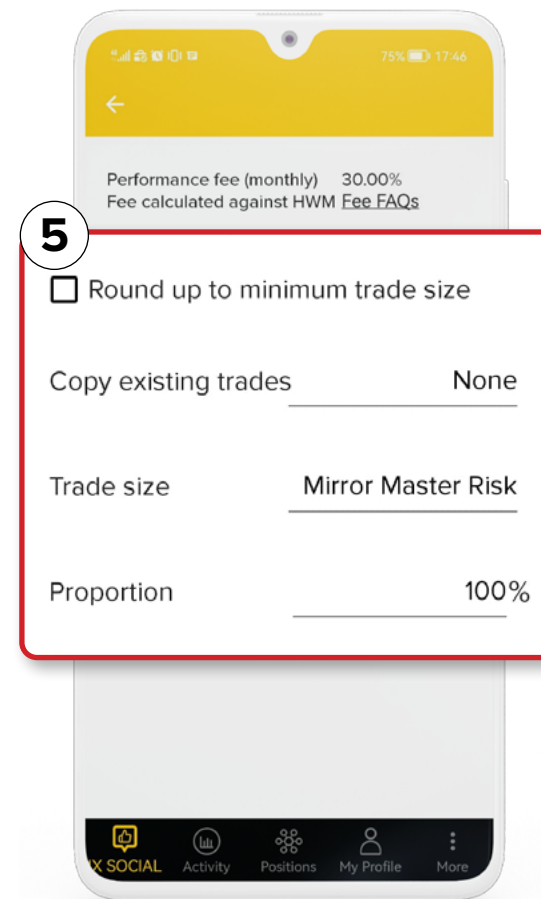 75% 17:46
Performance fee (monthly) 30.00%
Fee calculated against HWM Fee FAQs
5
Round up to minimum trade size
Copy existing trades None
Trade size Mirror Master Risk
Proportion 100%
X SOCIAL Activity Positions My Profile More